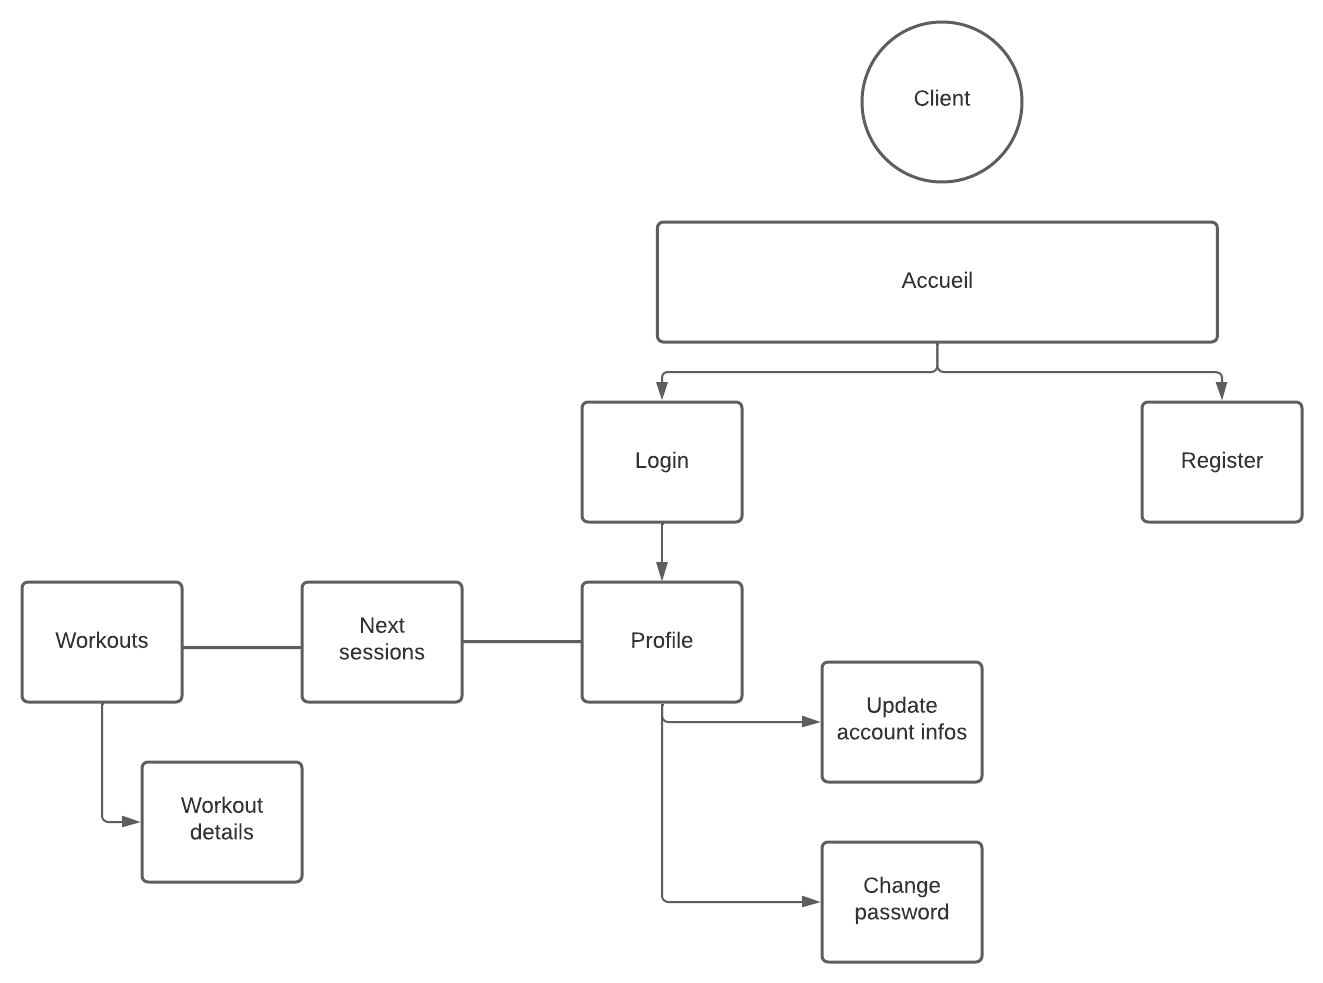 Client
Accueil
Login
Register
Workouts
Next
sessions
Profile
Update
account infos
Workout
details
Change
password